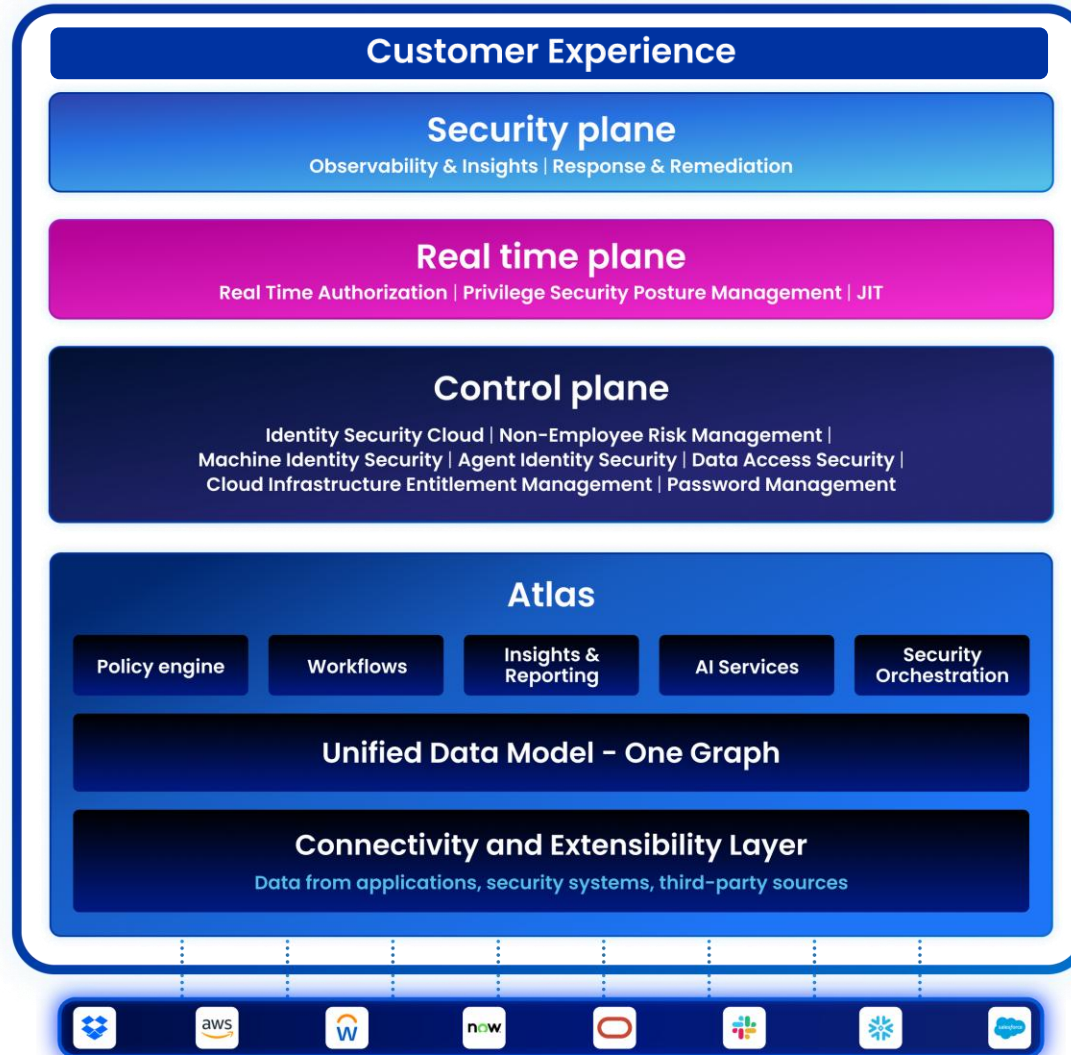 Customer Experience
Security plane
Observability & Insights | Response & Remediation
Real time plane
Real Time Authorization | Privilege Security Posture Management | JIT
Control plane
Identity Security Cloud | Non-Employee Risk Management |
Machine Identity Security | Agent Identity Security | Data Access Security |
Cloud Infrastructure Entitlement Management | Password Management
Atlas
Policy engine
Workflows
Insights &
Reporting
AI Services
Security
Orchestration
Unified Data Model - One Graph
Connectivity and Extensibility Layer
Data from applications, security systems, third-party sources
aws
w
now
salesforce